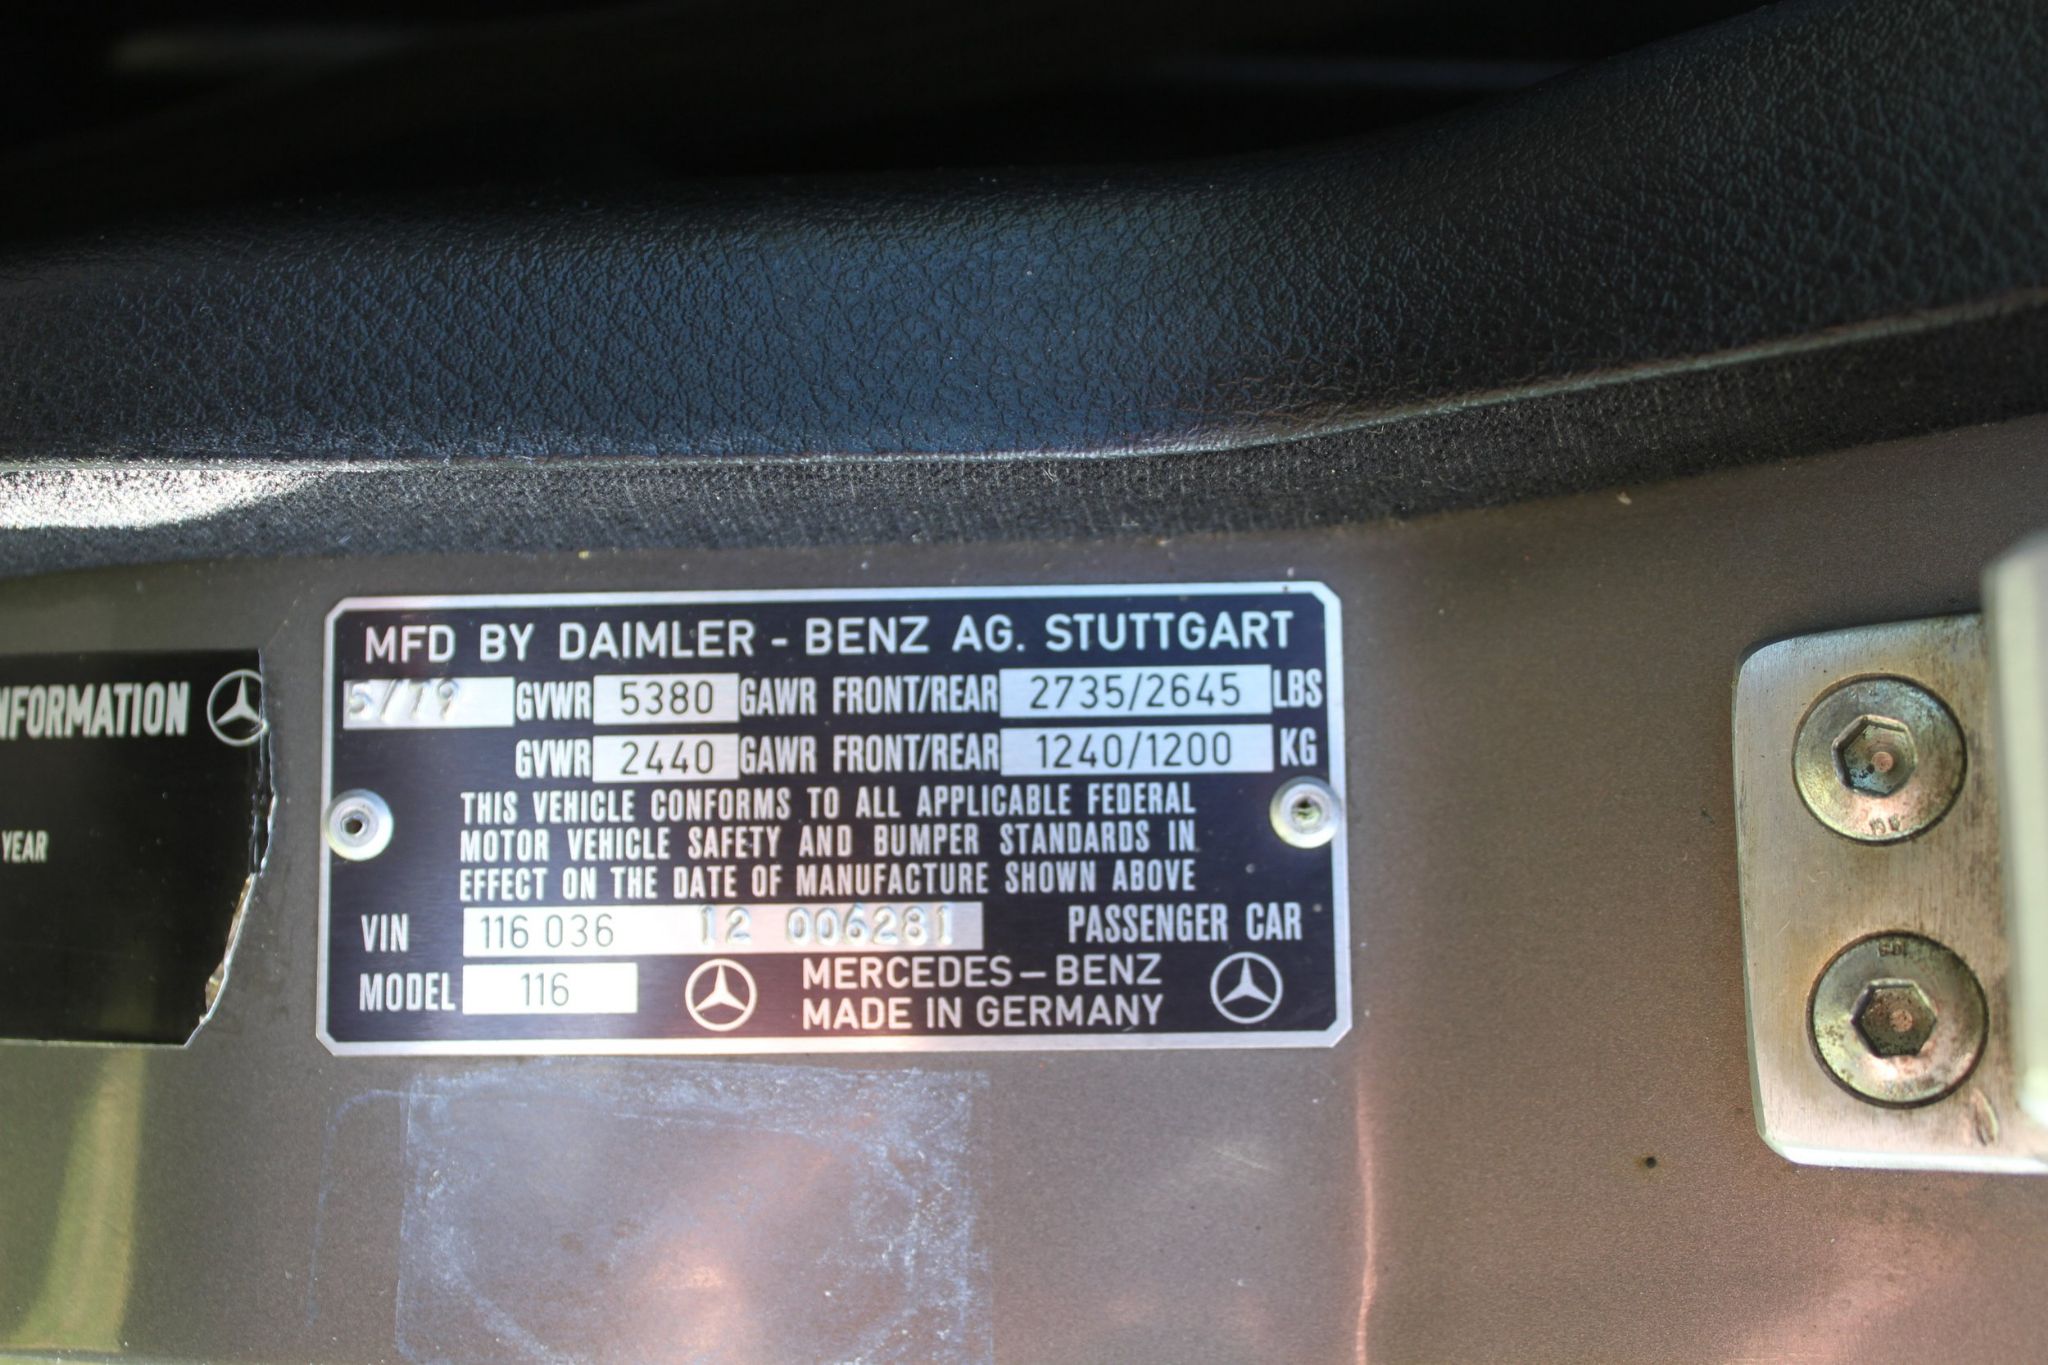 NFORMATION
YEAR
MFD BY DAIMLER - BENZ AG. STUTTGART
5/79 GVWR 5380 GAWR FRONT/REAR 2735/2645 LBS
GVWR 2440 GAWR FRONT/REAR 1240/1200 KG
THIS VEHICLE CONFORMS TO ALL APPLICABLE FEDERAL
MOTOR VEHICLE SAFETY AND BUMPER STANDARDS IN
EFFECT ON THE DATE OF MANUFACTURE SHOWN ABOVE
VIN 116 036 12 006281 PASSENGER CAR
MODEL 116 MERCEDES-BENZ
MADE IN GERMANY